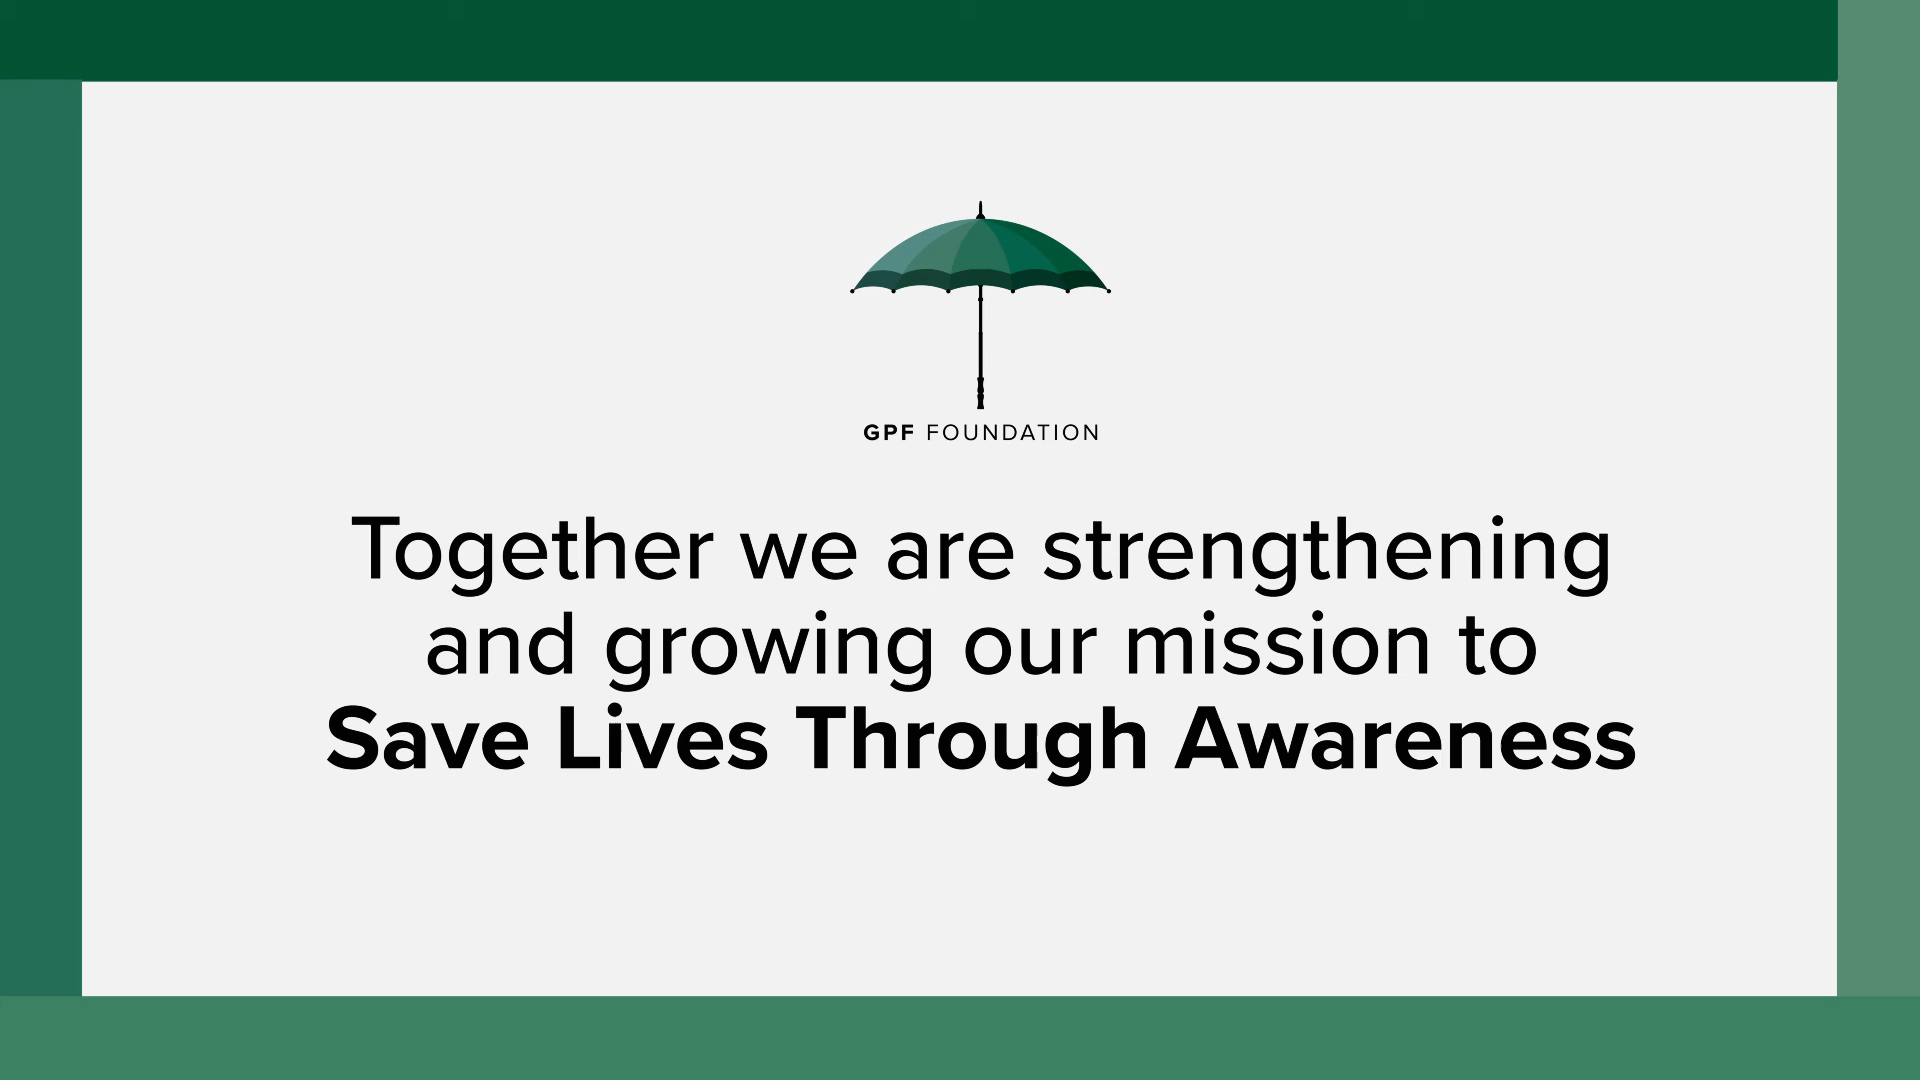 GPF FOUNDATION
Together we are strengthening
and growing our mission to
Save Lives Through Awareness